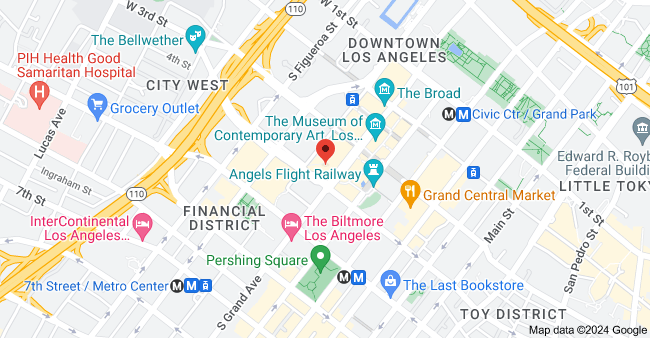 W 3rd St
W 1st St
110
The Bellwether
4th St
S Figueroa St
DOWNTOWN
LOS ANGELES
PIH Health Good
Samaritan Hospital
H
CITY WEST
101
The Broad
Grocery Outlet
The Museum of
Contemporary Art, Los...
M M Civic Ctr / Grand Park
Lucas Ave
Edward R. Royb
Federal Buildi
Angels Flight Railway
Ingraham St
LITTLE TOKY
7th St
110
Grand Central Market
1st St
FINANCIAL
DISTRICT
InterContinental
Los Angeles...
The Biltmore
Los Angeles
Main St
San Pedro St
Pershing Square
7th Street / Metro Center M M
M M
The Last Bookstore
S Grand Ave
TOY DISTRICT
Map data ©2024 Google